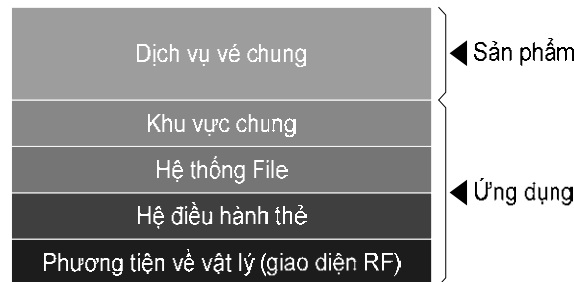 Dịch vụ vé chung
Sản phẩm
Khu vực chung
Hệ thống File
Ứng dụng
Hệ điều hành thẻ
Phương tiện về vật lý (giao diện RF)